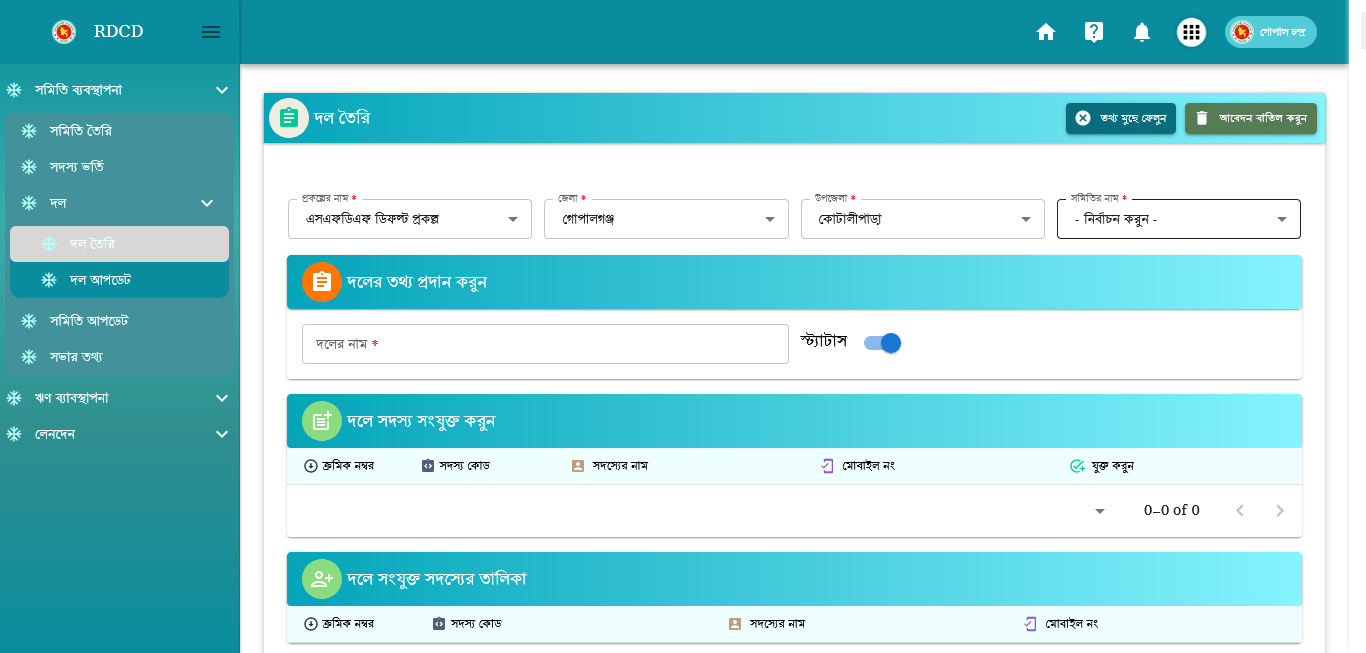 RDCD
গোপাল চন্দ্র
সমিতি ব্যবস্থাপনা
সমিতি তৈরি
সদস্য ভর্তি
দল
দল তৈরি
দল আপডেট
সমিতি আপডেট
সভার তথ্য
ঋণ ব্যাবস্থাপনা
লেনদেন
দল তৈরি
তথ্য মুছে ফেলুন
আবেদন বাতিল করুন
প্রকল্পের নাম * জেলা * উপজেলা * সমিতির নাম *
এসএফডিএফ ডিফল্ট প্রকল্প গোপালগঞ্জ কোটালীপাড়া - নির্বাচন করুন -
দলের তথ্য প্রদান করুন
দলের নাম * স্ট্যাটাস
দলে সদস্য সংযুক্ত করুন
ক্রমিক নম্বর সদস্য কোড সদস্যের নাম মোবাইল নং যুক্ত করুন
0–0 of 0
দলে সংযুক্ত সদস্যের তালিকা
ক্রমিক নম্বর সদস্য কোড সদস্যের নাম মোবাইল নং